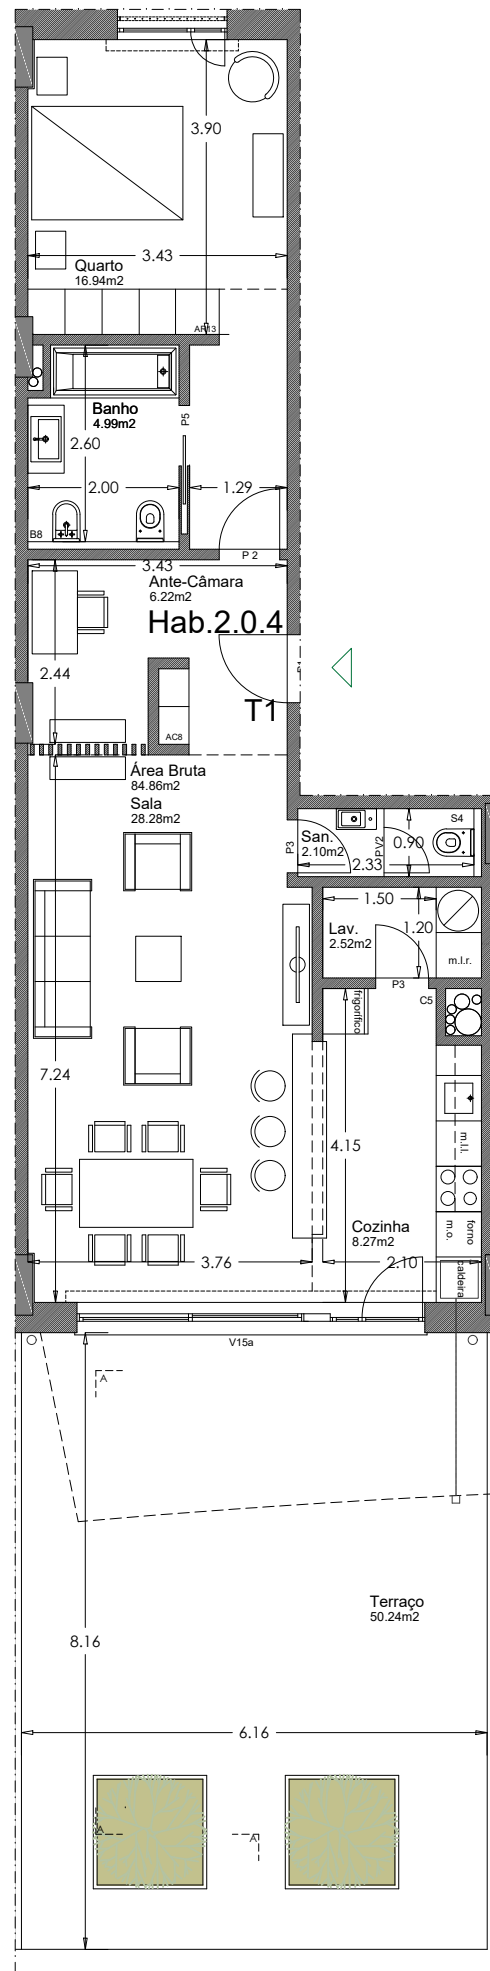 3.90
3.43
Quarto
16.94m2
AR13
Banho
4.99m2
P5
2.60
2.00
1.29
B8
P 2
3.43
Ante-Câmara
6.22m2
Hab.2.0.4
2.44
P1
T1
AC8
Área Bruta
84.86m2
Sala
28.28m2
San.
2.10m2
P3
PV2
0.90
S4
2.33
1.50
1.20
Lav.
2.52m2
m.l.r.
P3
C5
frigorífico
7.24
4.15
m.l.l.
Cozinha
8.27m2
m.o.
forno
3.76
2.10
caldeira
V15a
A
Terraço
50.24m2
8.16
6.16
A
A